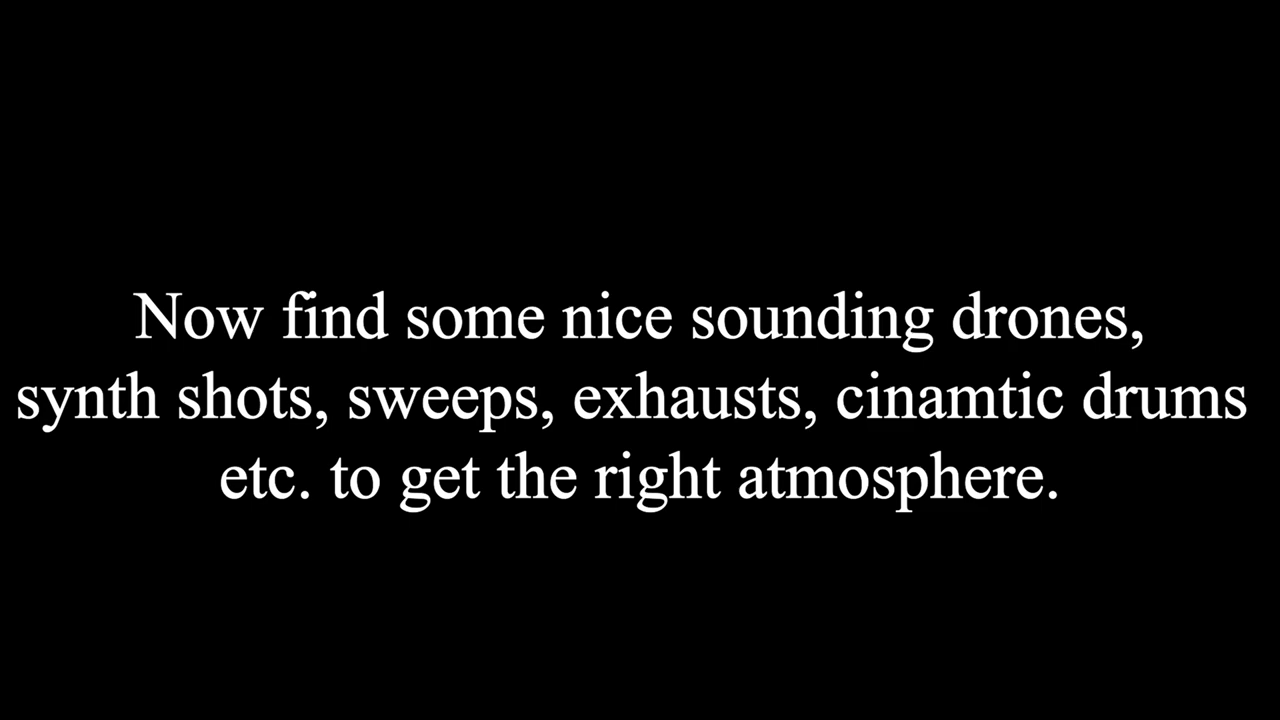 Now find some nice sounding drones,
synth shots, sweeps, exhausts, cinamtic drums
etc. to get the right atmosphere.